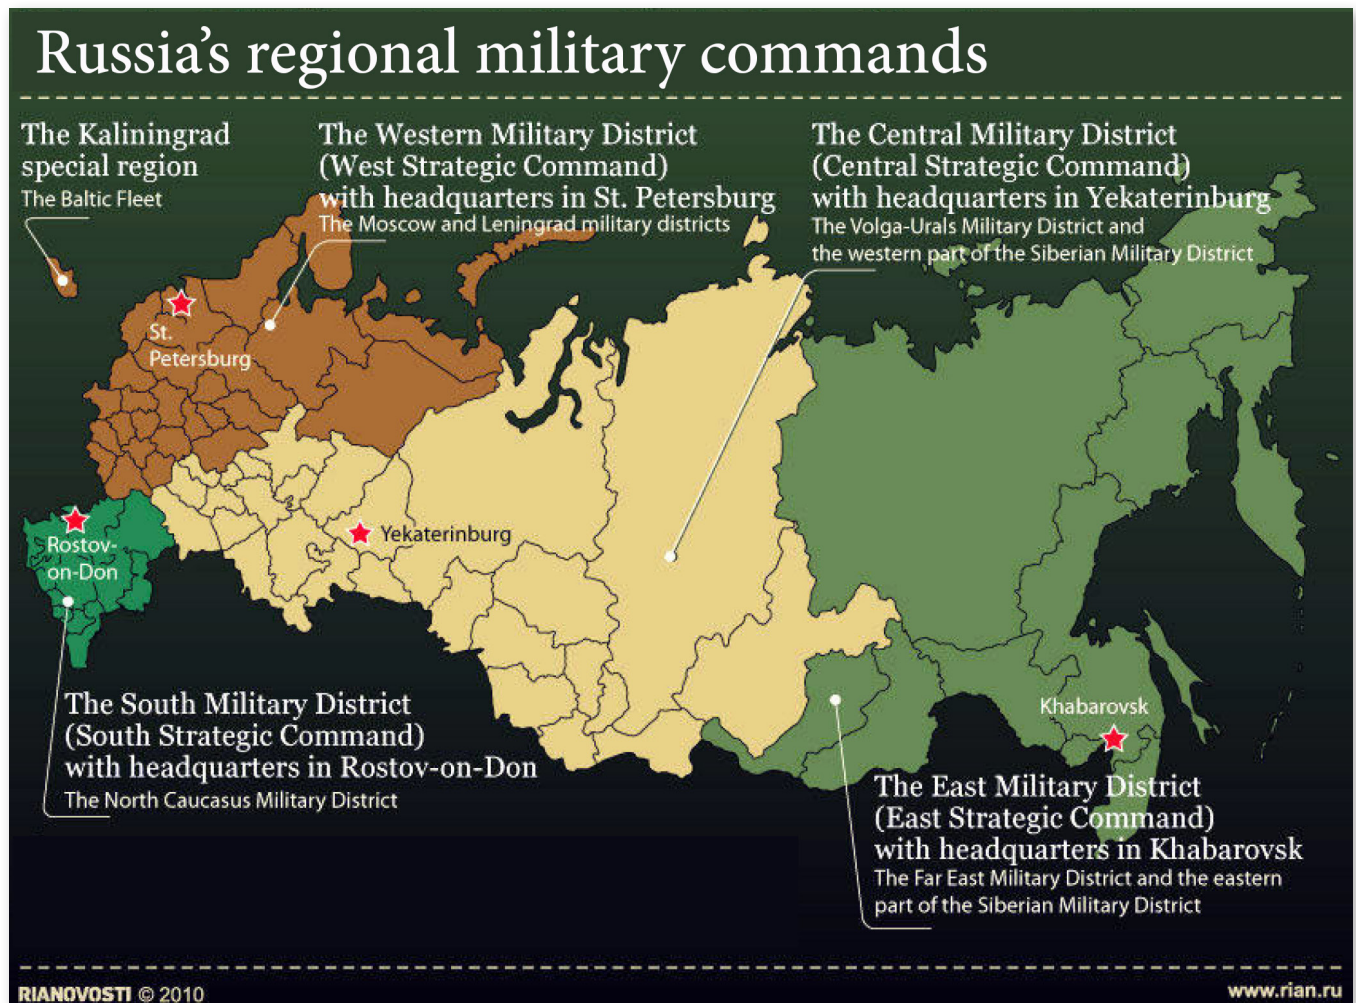 Russia's regional military commands
The Kaliningrad
special region
The Baltic Fleet
The Western Military District
(West Strategic Command)
with headquarters in St. Petersburg
The Moscow and Leningrad military districts
The Central Military District
(Central Strategic Command)
with headquarters in Yekaterinburg
The Volga-Urals Military District and
the western part of the Siberian Military District
St.
Petersburg
Yekaterinburg
Rostov-
on-Don
Khabarovsk
The South Military District
(South Strategic Command)
with headquarters in Rostov-on-Don
The North Caucasus Military District
The East Military District
(East Strategic Command)
with headquarters in Khabarovsk
The Far East Military District and the eastern
part of the Siberian Military District
RIANOVOSTI © 2010
www.rian.ru